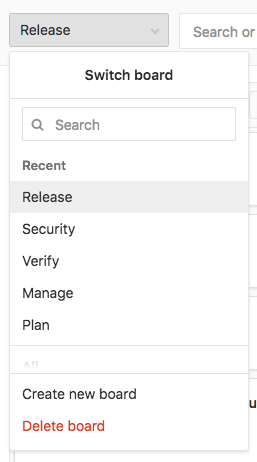 Release
Search or
Switch board
Search
Recent
Release
Security
Verify
Manage
Plan
All
Create new board
Delete board